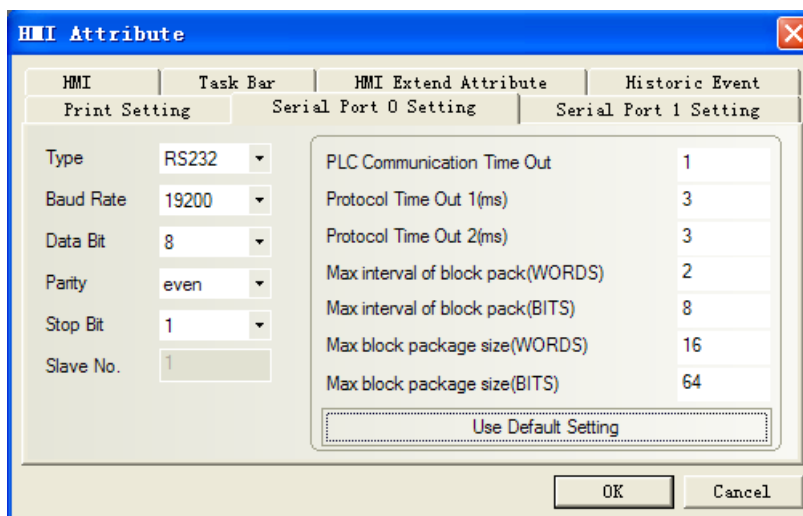 HMI Attribute
HMI
Task Bar
HMI Extend Attribute
Historic Event
Print Setting
Serial Port 0 Setting
Serial Port 1 Setting
Type RS232
Baud Rate 19200
Data Bit 8
Parity even
Stop Bit 1
Slave No. 1
PLC Communication Time Out 1
Protocol Time Out 1(ms) 3
Protocol Time Out 2(ms) 3
Max interval of block pack(WORDS) 2
Max interval of block pack(BITS) 8
Max block package size(WORDS) 16
Max block package size(BITS) 64
Use Default Setting
OK
Cancel